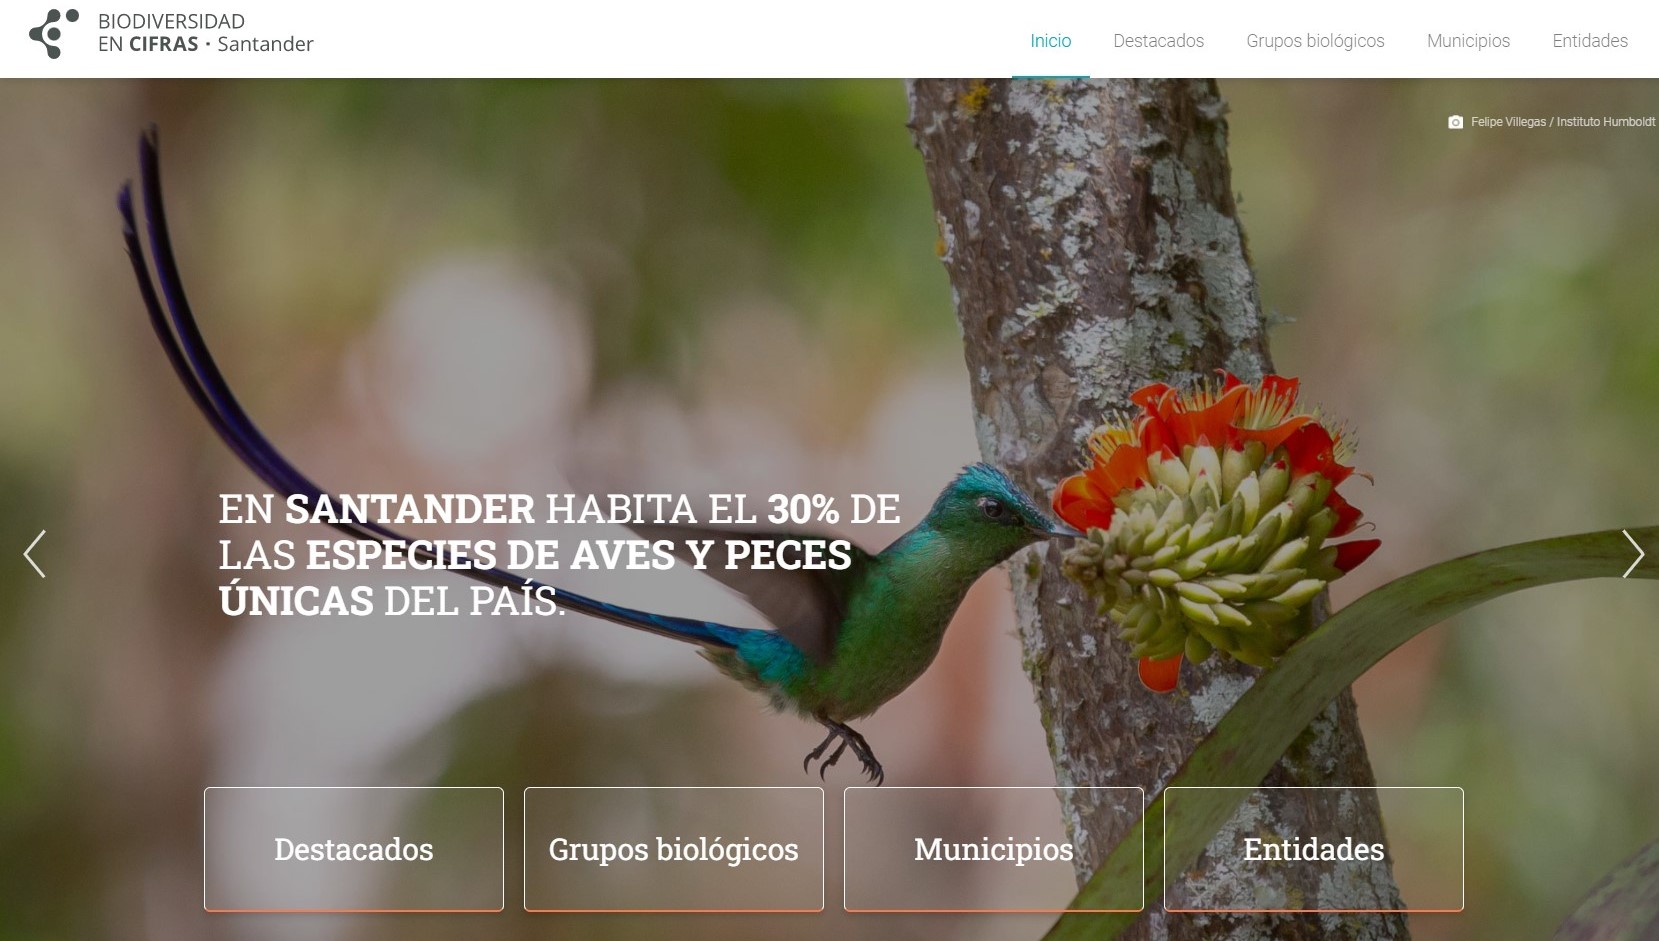 BIODIVERSIDAD
EN CIFRAS · Santander
Inicio
Destacados
Grupos biológicos
Municipios
Entidades
Felipe Villegas / Instituto Humboldt
EN SANTANDER HABITA EL 30% DE
LAS ESPECIES DE AVES Y PECES
ÚNICAS DEL PAÍS.
Destacados
Grupos biológicos
Municipios
Entidades